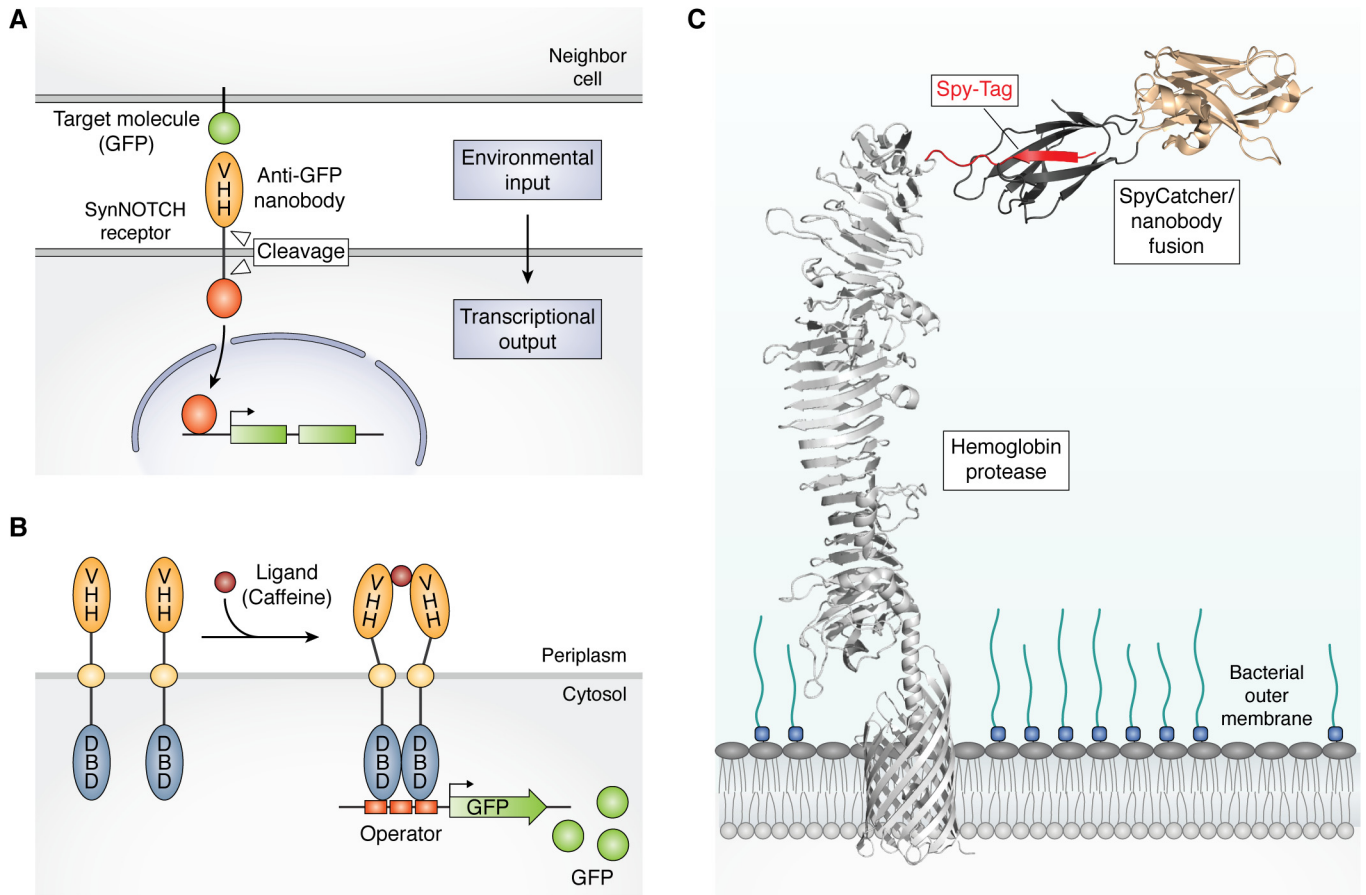 A
Neighbor
cell
Target molecule
(GFP)
V
H
H
Anti-GFP
nanobody
SynNOTCH
receptor
Cleavage
Environmental
input
Transcriptional
output
B
V
H
H
V
H
H
Ligand
(Caffeine)
V
H
H
V
H
H
Periplasm
Cytosol
D
B
D
D
B
D
D
B
D
D
B
D
GFP
Operator
GFP
C
Spy-Tag
SpyCatcher/
nanobody
fusion
Hemoglobin
protease
Bacterial
outer
membrane